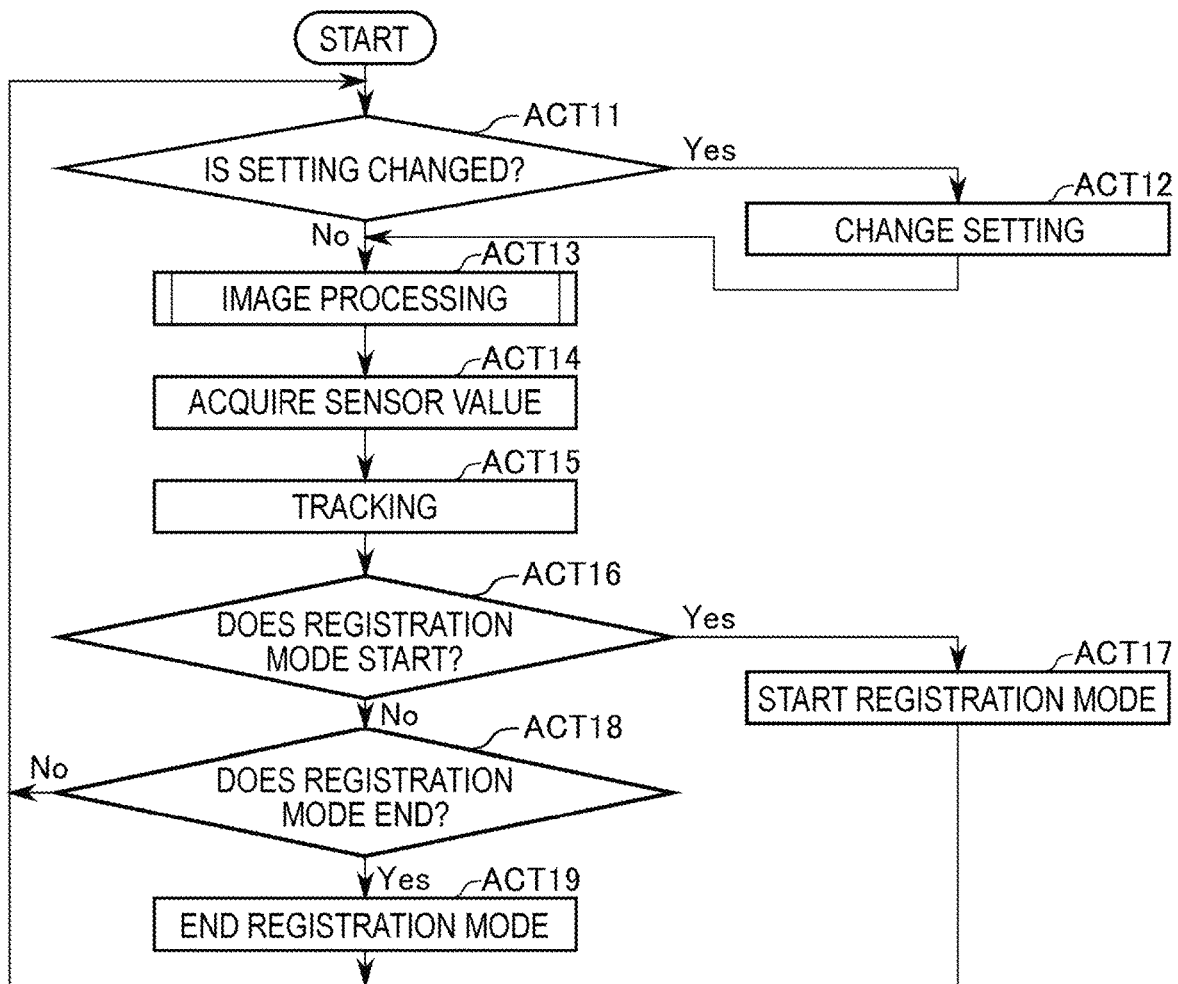 START
ACT11
IS SETTING CHANGED?
Yes
ACT12
CHANGE SETTING
No
ACT13
IMAGE PROCESSING
ACT14
ACQUIRE SENSOR VALUE
ACT15
TRACKING
ACT16
DOES REGISTRATION
MODE START?
Yes
ACT17
START REGISTRATION MODE
No
ACT18
DOES REGISTRATION
MODE END?
No
Yes
ACT19
END REGISTRATION MODE